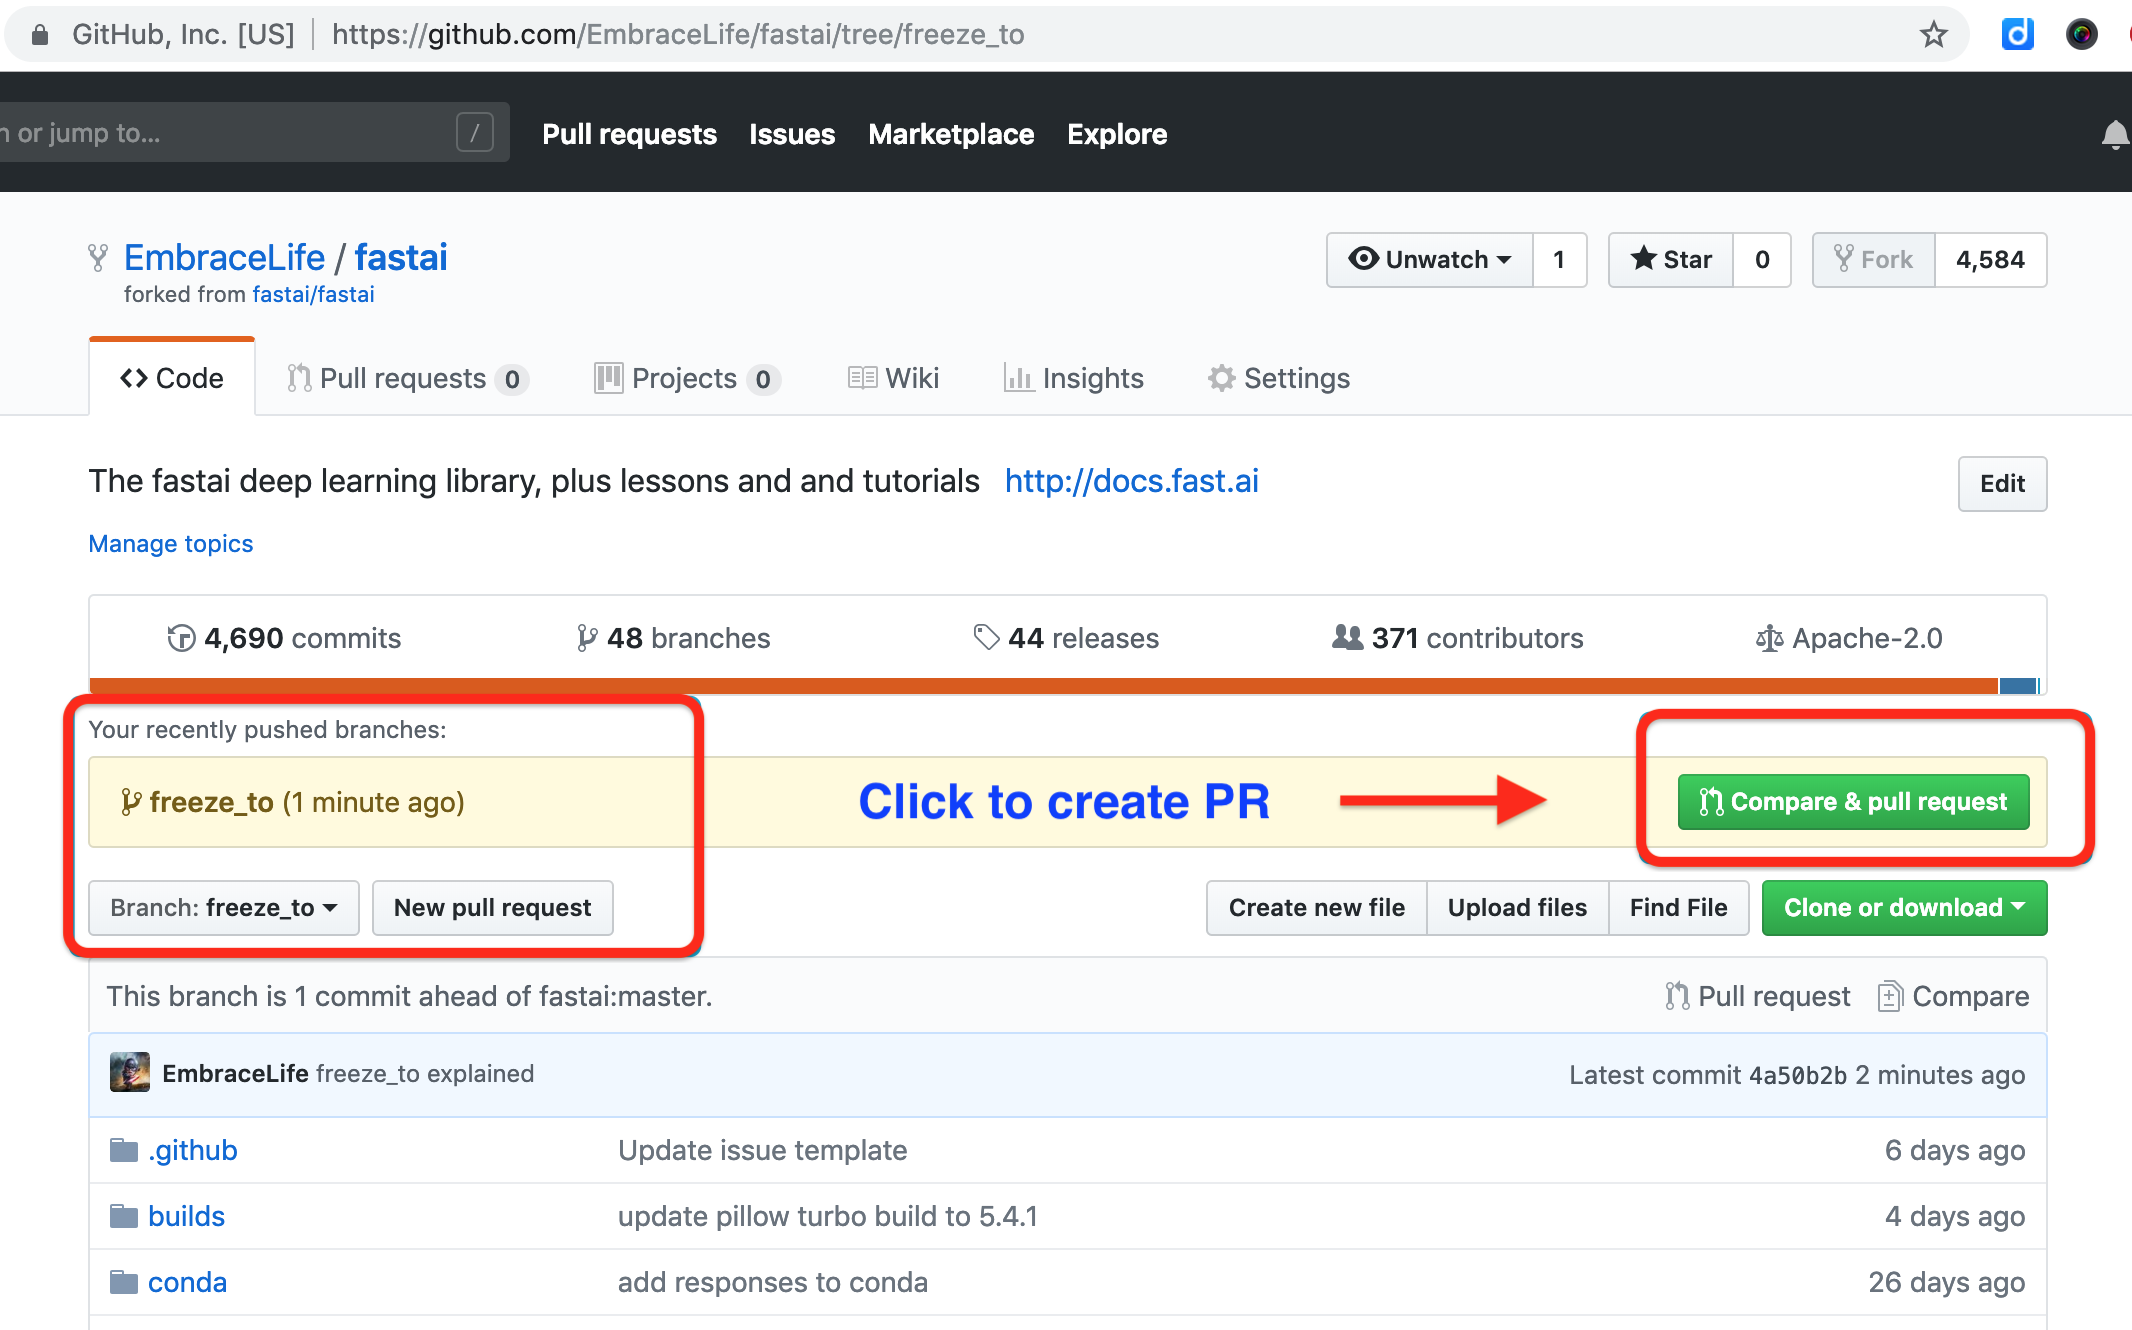 GitHub, Inc. [US] | https://github.com/EmbraceLife/fastai/tree/freeze_to
or jump to... /
Pull requests Issues Marketplace Explore
EmbraceLife / fastai
Unwatch 1 Star 0 Fork 4,584
forked from fastai/fastai
Code Pull requests 0 Projects 0 Wiki Insights Settings
The fastai deep learning library, plus lessons and and tutorials http://docs.fast.ai
Edit
Manage topics
4,690 commits 48 branches 44 releases 371 contributors Apache-2.0
Your recently pushed branches:
freeze_to (1 minute ago) Click to create PR Compare & pull request
Branch: freeze_to New pull request Create new file Upload files Find File Clone or download
This branch is 1 commit ahead of fastai:master. Pull request Compare
EmbraceLife freeze_to explained Latest commit 4a50b2b 2 minutes ago
.github Update issue template 6 days ago
builds update pillow turbo build to 5.4.1 4 days ago
conda add responses to conda 26 days ago